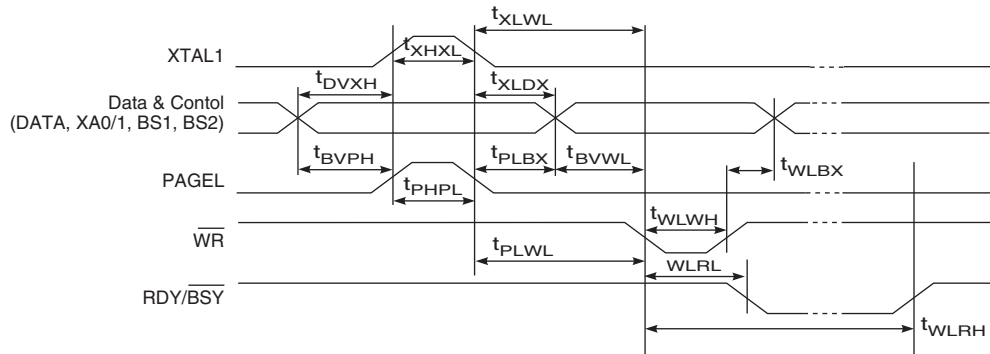 tXLWL
XTAL1
tXHXL
tDVXH
tXLDX
Data & Contol
(DATA, XA0/1, BS1, BS2)
tBVPH
tPLBX
tBVWL
tWLBX
PAGEL
tPHPL
tWLWH
WR
tPLWL
WLRL
RDY/BSY
tWLRH